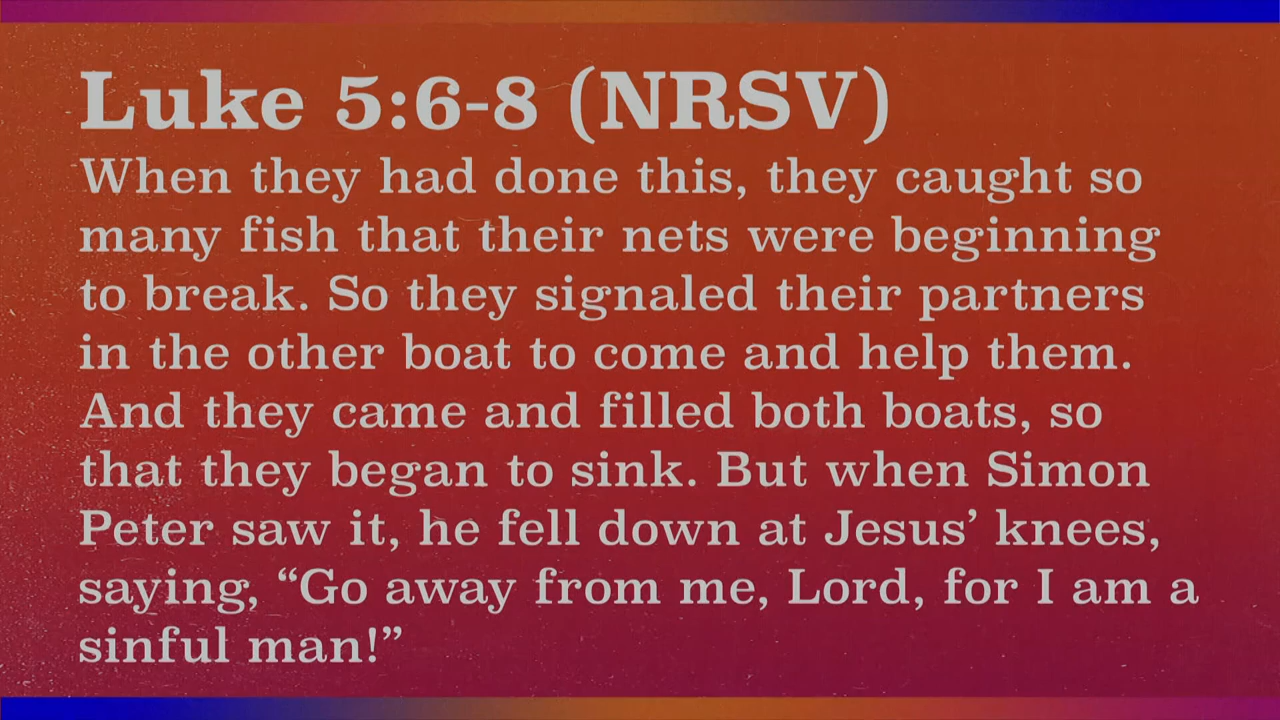 Luke 5:6-8 (NRSV)
When they had done this, they caught so
many fish that their nets were beginning
to break. So they signaled their partners
in the other boat to come and help them.
And they came and filled both boats, so
that they began to sink. But when Simon
Peter saw it, he fell down at Jesus’ knees,
saying, “Go away from me, Lord, for I am a
sinful man!”